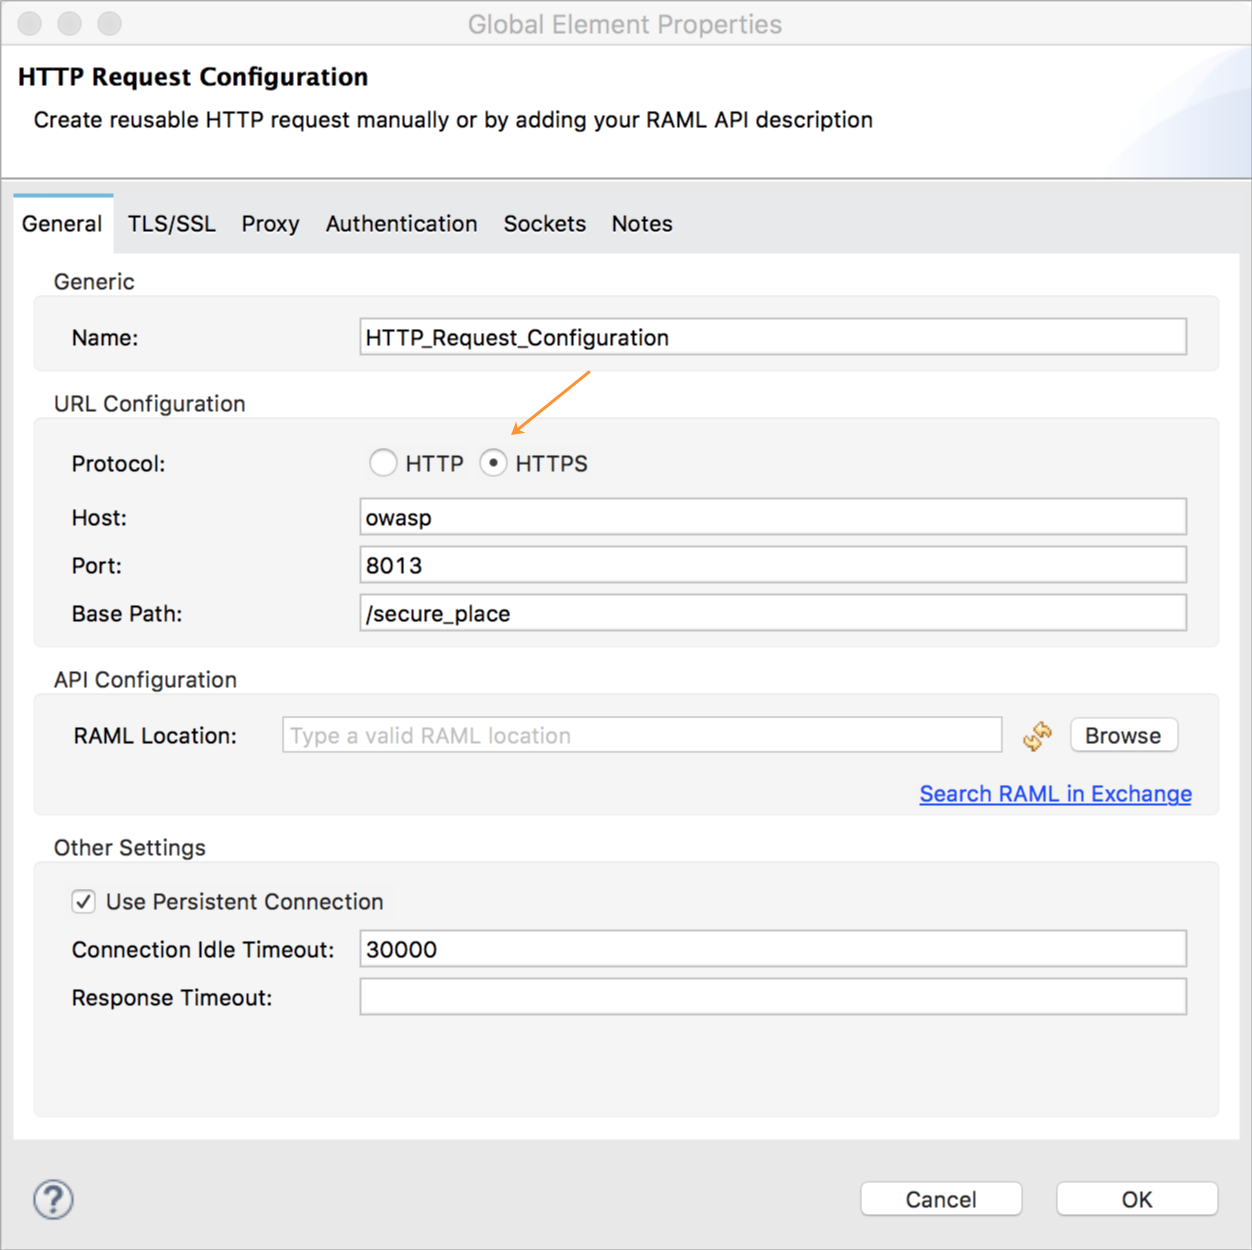 Global Element Properties
HTTP Request Configuration
Create reusable HTTP request manually or by adding your RAML API description
General TLS/SSL Proxy Authentication Sockets Notes
Generic
Name: HTTP_Request_Configuration
URL Configuration
Protocol: HTTP HTTPS
Host: owasp
Port: 8013
Base Path: /secure_place
API Configuration
RAML Location: Type a valid RAML location Browse
Search RAML in Exchange
Other Settings
Use Persistent Connection
Connection Idle Timeout: 30000
Response Timeout:
? Cancel OK